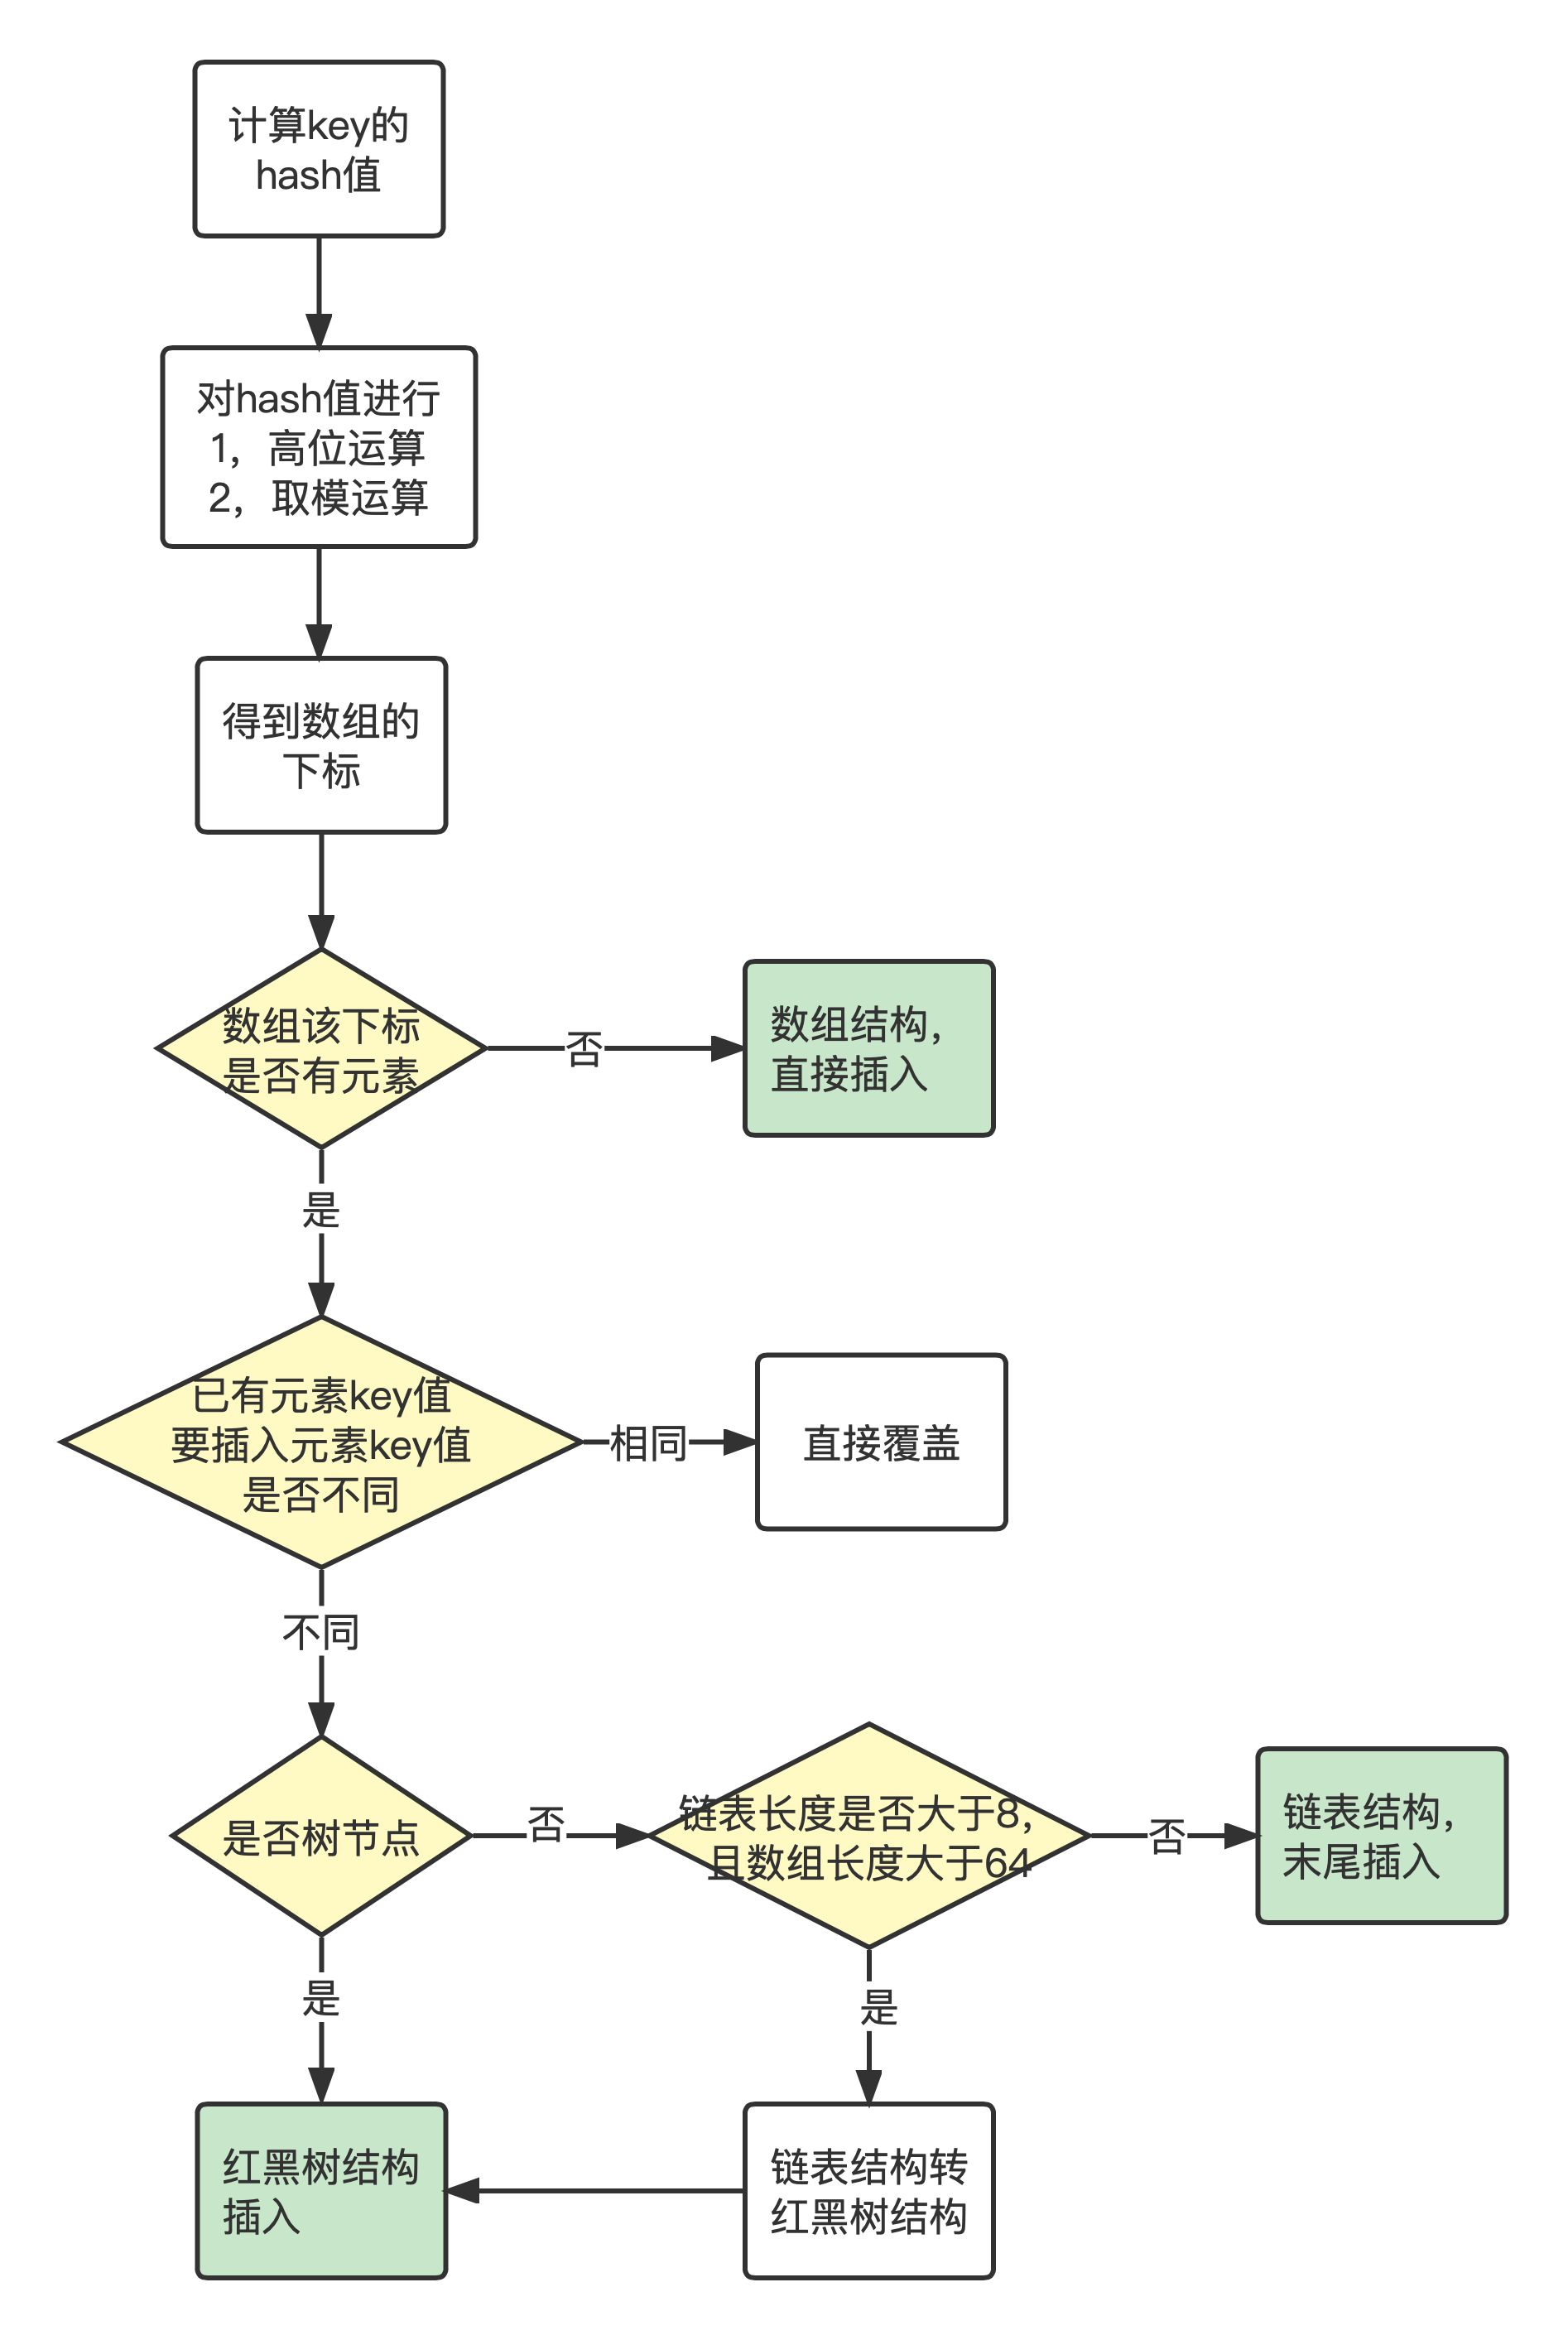 计算key的
hash值
对hash值进行
1，高位运算
2，取模运算
得到数组的
下标
数组该下标
是否有元素
否
数组结构，
直接插入
是
已有元素key值
要插入元素key值
是否不同
相同
直接覆盖
不同
是否树节点
否
链表长度是否大于8，
且数组长度大于64
否
链表结构，
末尾插入
是
是
红黑树结构
插入
链表结构转
红黑树结构